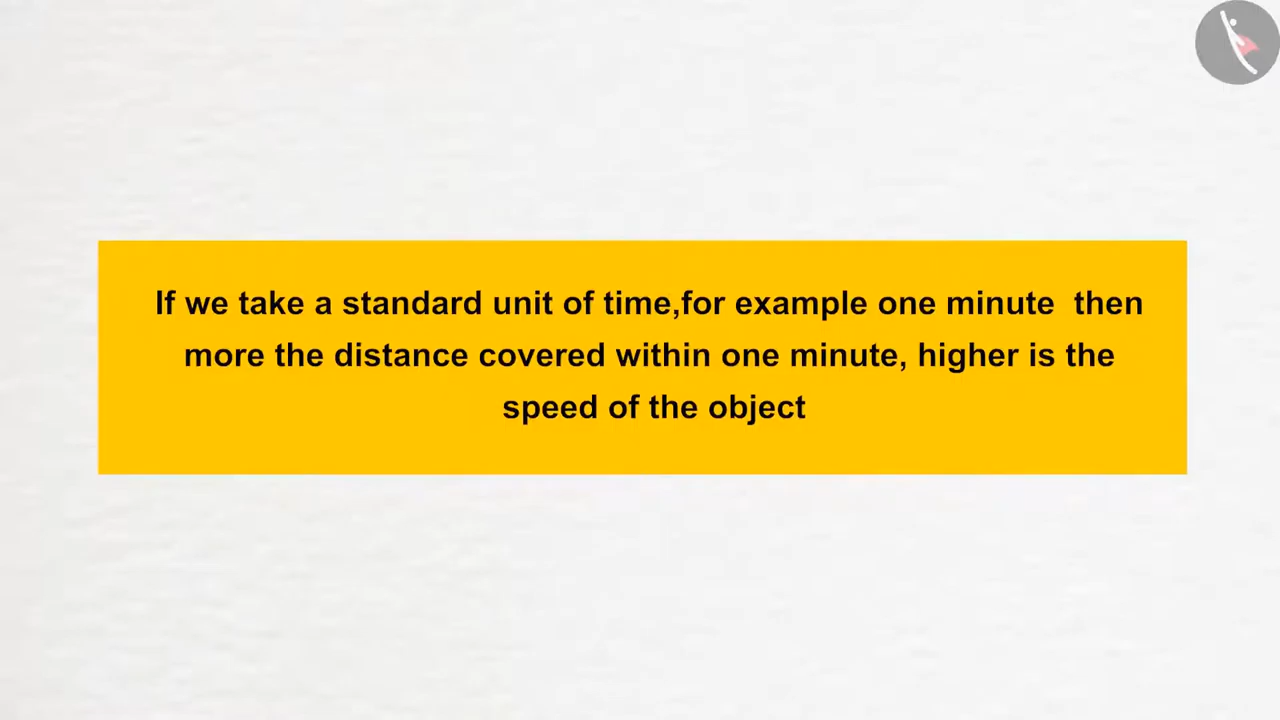 If we take a standard unit of time,for example one minute  then
more the distance covered within one minute, higher is the
speed of the object